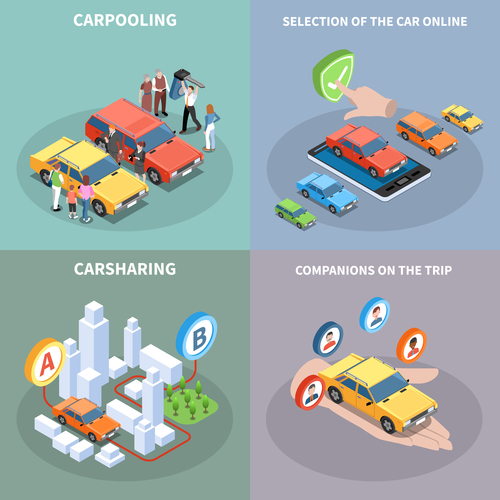 CARPOOLING
SELECTION OF THE CAR ONLINE
CARSHARING
A
B
COMPANIONS ON THE TRIP